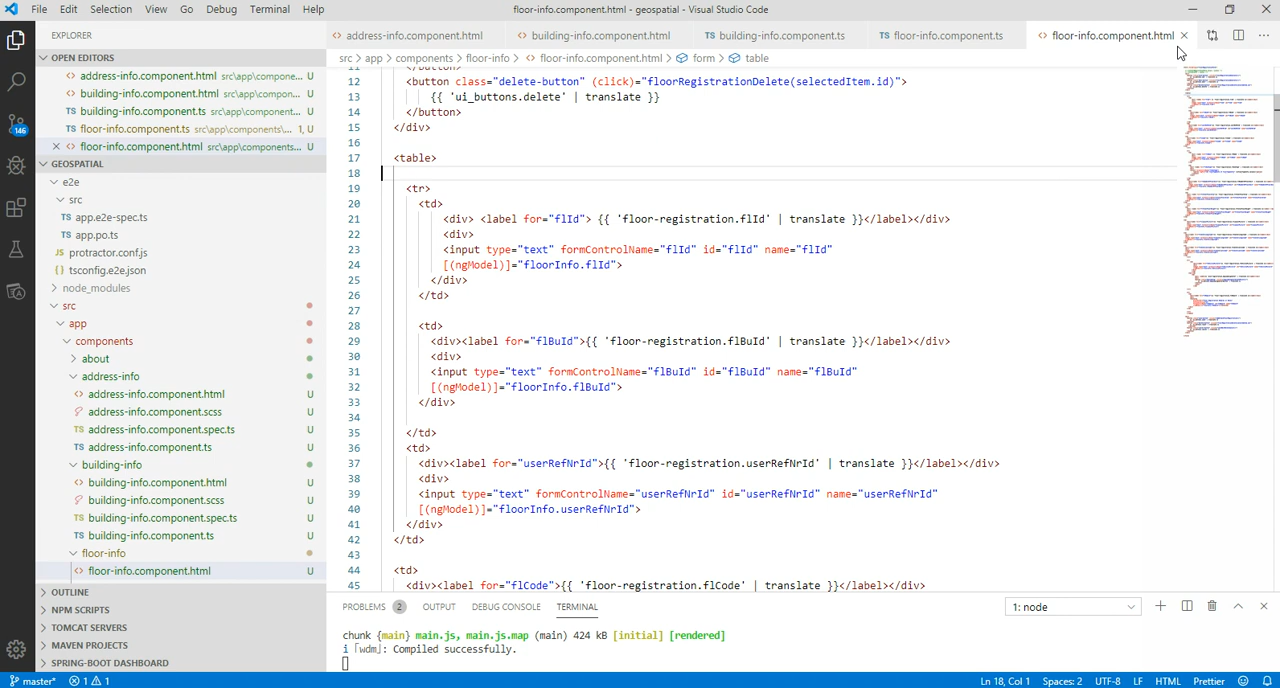 File Edit Selection View Go Debug Terminal Help
floor-info.component.html - geospatial - Visual Studio Code
EXPLORER
OPEN EDITORS
address-info.component.html src\app\compone... U
building-info.component.html src\app\compon... U
TS building-info.component.ts src\app\compon... U
TS floor-info.component.ts src\app\components\... 1, U
floor-info.component.html src\app\components... U
GEOSPATIAL
e2e
src
TS app.e2e-spec.ts
TS app.po.ts
JS protractor.conf.js
{} tsconfig.e2e.json
node_modules
src
app
components
about
address-info
<> address-info.component.html U
address-info.component.scss U
TS address-info.component.spec.ts U
TS address-info.component.ts U
building-info
<> building-info.component.html U
building-info.component.scss U
TS building-info.component.spec.ts U
TS building-info.component.ts U
floor-info
<> floor-info.component.html U
OUTLINE
NPM SCRIPTS
TOMCAT SERVERS
MAVEN PROJECTS
SPRING-BOOT DASHBOARD
146
<> address-info.component.html
<> building-info.component.html
TS building-info.component.ts
TS floor-info.component.ts
<> floor-info.component.html
src > app > components > floor-info > <> floor-info.component.html > form > table
12 <button class="delete-button" (click)="floorRegistrationDelete(selectedItem.id)">
13 {{ 'ui_buttons.delete' | translate }}
14 </button>
15 </div>
16
17 <table>
18
19 <tr>
20 <td>
21 <div> <label for="flId"> {{ 'floor-registration.flId' | translate }}</label></div>
22 <div>
23 <input type="text" formControlName="flId" id="flId" name="flId"
24 [(ngModel)]="floorInfo.flId">
25 </div>
26 </td>
27
28 <td>
29 <div><label for="flBuId">{{ 'floor-registration.flBuId' | translate }}</label></div>
30 <div>
31 <input type="text" formControlName="flBuId" id="flBuId" name="flBuId"
32 [(ngModel)]="floorInfo.flBuId">
33 </div>
34
35 </td>
36 <td>
37 <div><label for="userRefNrId">{{ 'floor-registration.userRefNrId' | translate }}</label></div>
38 <div>
39 <input type="text" formControlName="userRefNrId" id="userRefNrId" name="userRefNrId"
40 [(ngModel)]="floorInfo.userRefNrId">
41 </div>
42 </td>
43
44 <td>
45 <div><label for="flCode">{{ 'floor-registration.flCode' | translate }}</label></div>
PROBLEMS 2 OUTPUT DEBUG CONSOLE TERMINAL
1: node
chunk {main} main.js, main.js.map (main) 424 kB [initial] [rendered]
i ｢wdm｣: Compiled successfully.
master* 1 1
Ln 18, Col 1 Spaces: 2 UTF-8 LF HTML Prettier